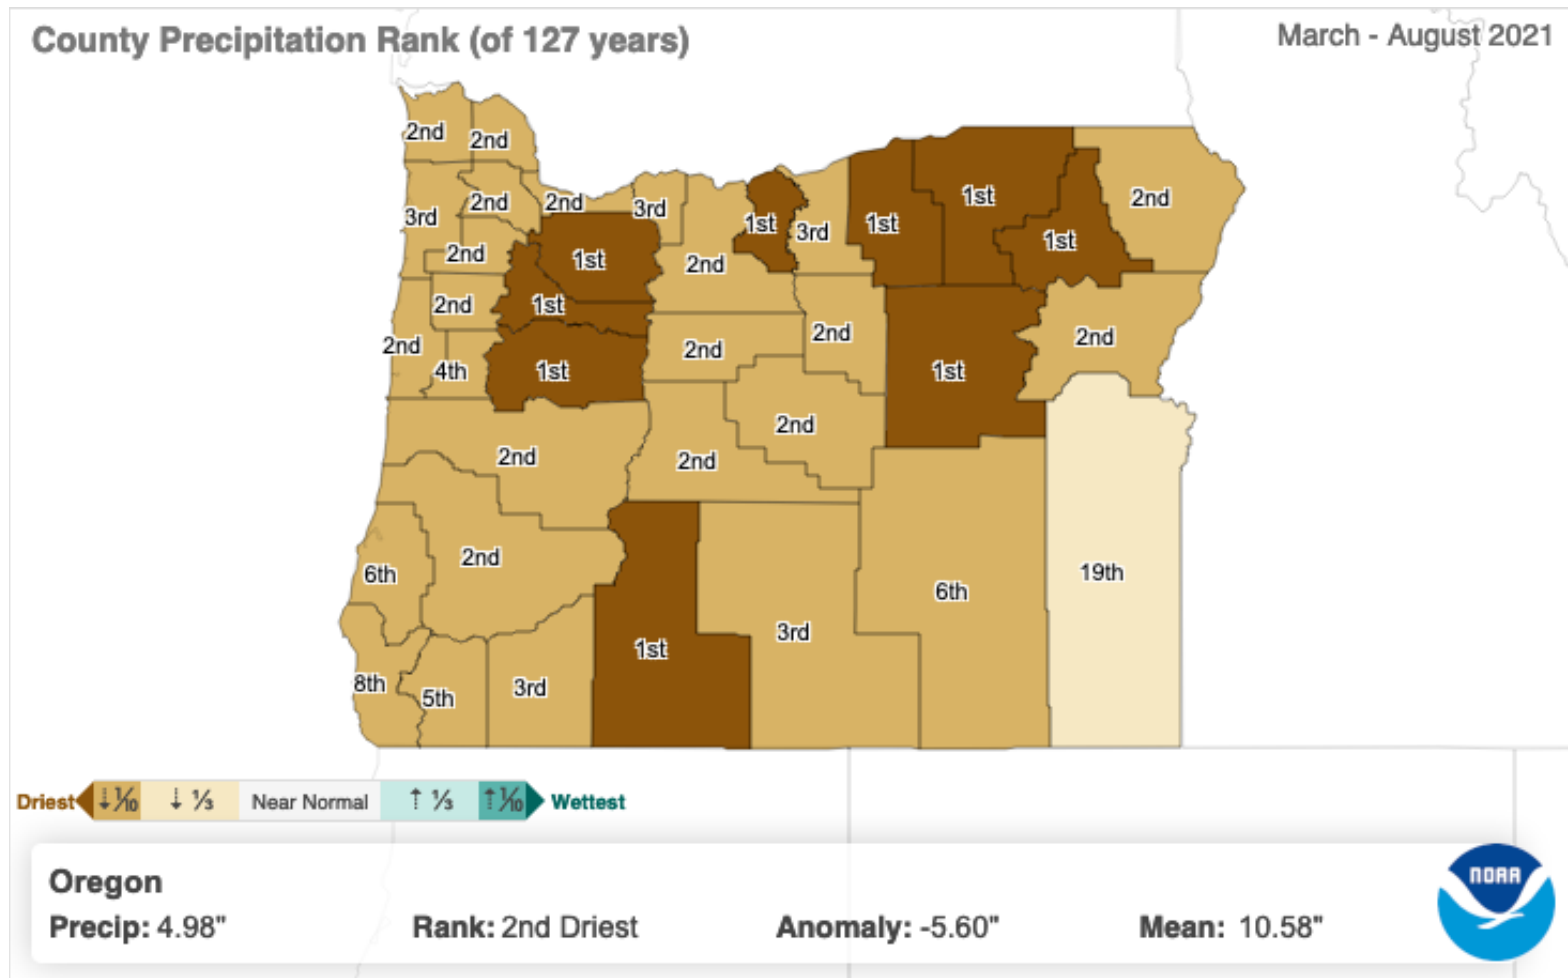 County Precipitation Rank (of 127 years)
March - August 2021
2nd
2nd
2nd
2nd
3rd
3rd
1st
3rd
1st
1st
2nd
1st
2nd
1st
2nd
2nd
1st
2nd
2nd
4th
1st
2nd
2nd
1st
2nd
2nd
2nd
2nd
6th
2nd
3rd
6th
19th
8th
5th
3rd
1st
Driest
⇣ ⅒
↓ ⅓
Near Normal
↑ ⅓
⇡ ⅒
Wettest
Oregon
Precip: 4.98" Rank: 2nd Driest Anomaly: -5.60" Mean: 10.58"
NOAA